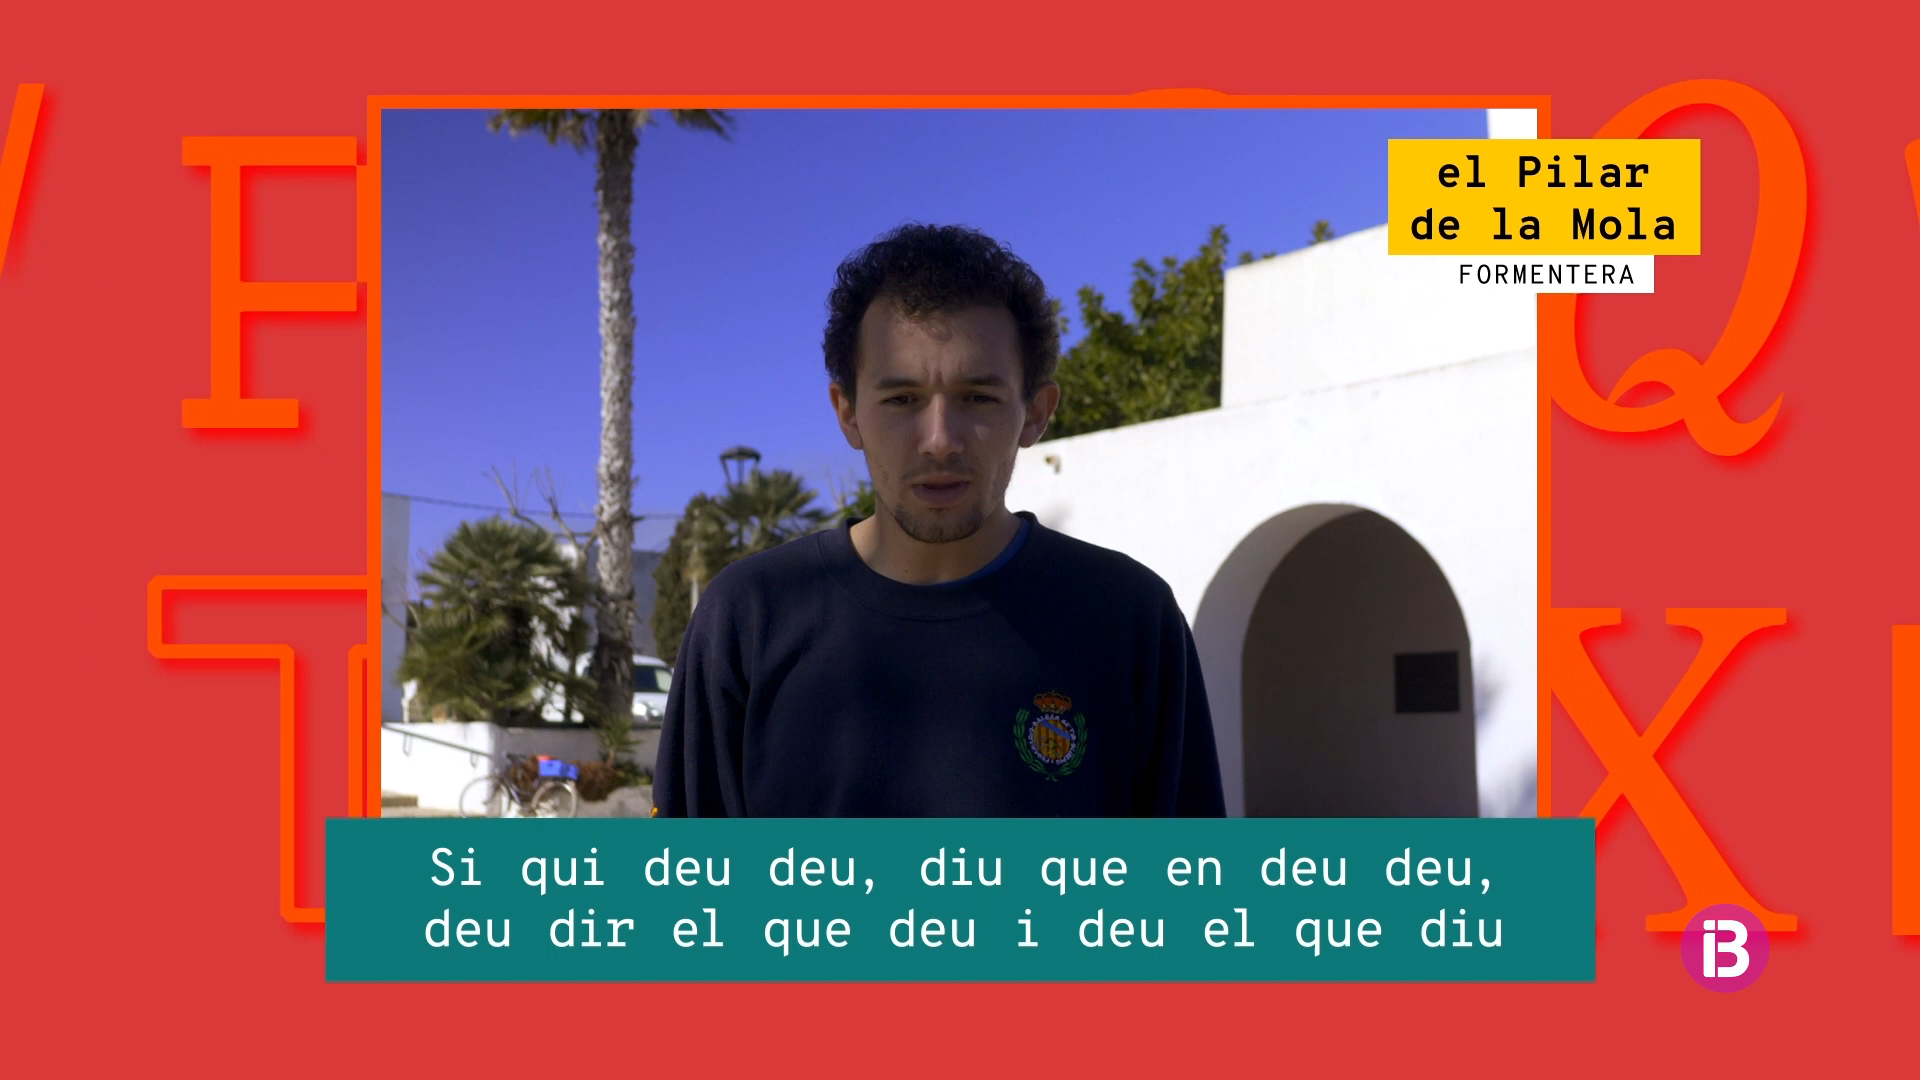 el Pilar
de la Mola
FORMENTERA
Si qui deu deu, diu que en deu deu,
deu dir el que deu i deu el que diu
IB